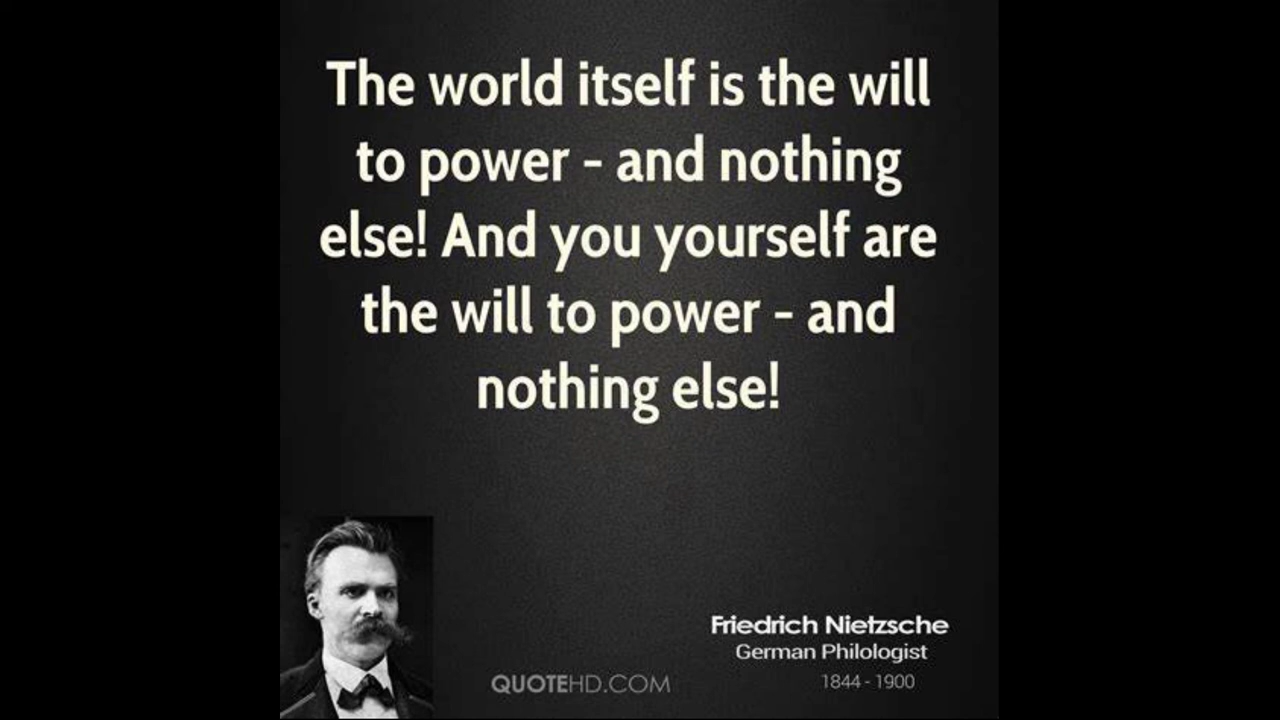 The world itself is the will
to power - and nothing
else! And you yourself are
the will to power - and
nothing else!
Friedrich Nietzsche
German Philologist
1844 - 1900
QUOTEHD.COM